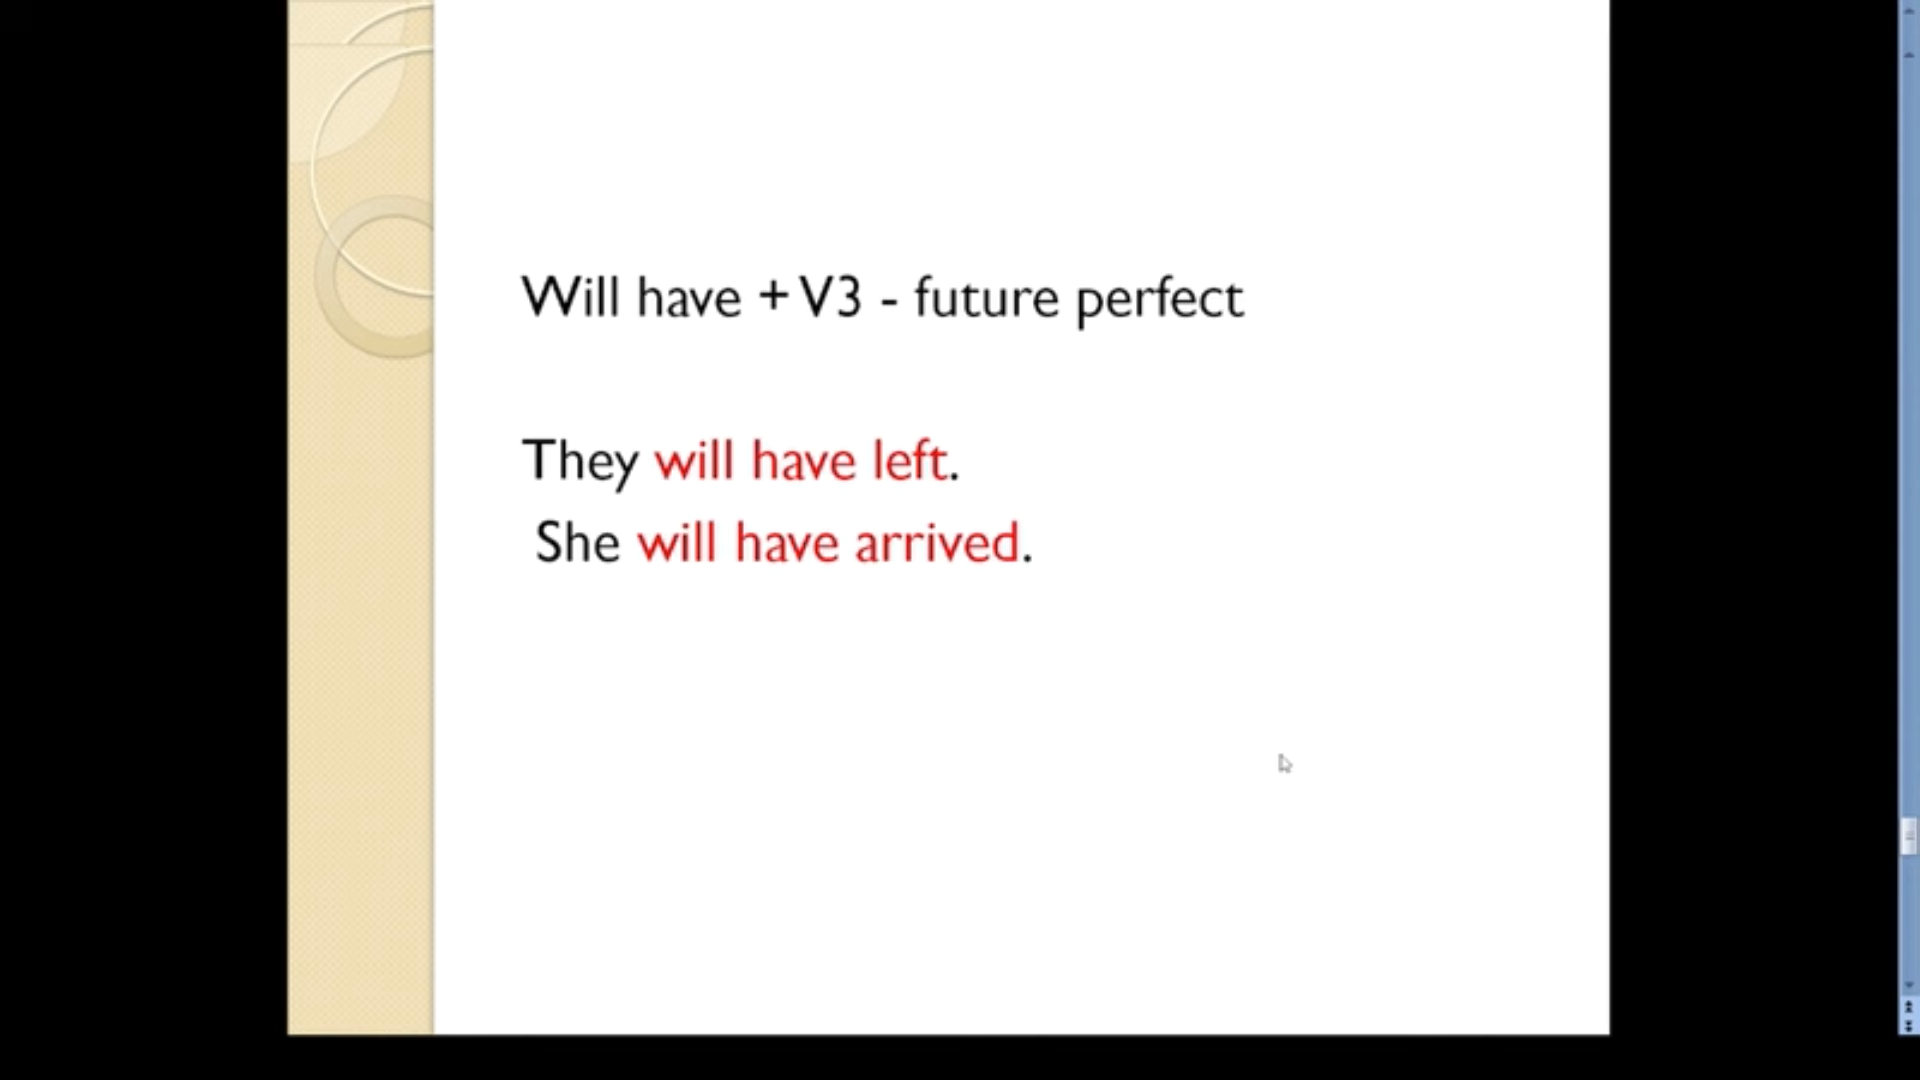 Will have + V3 - future perfect
They will have left.
She will have arrived.